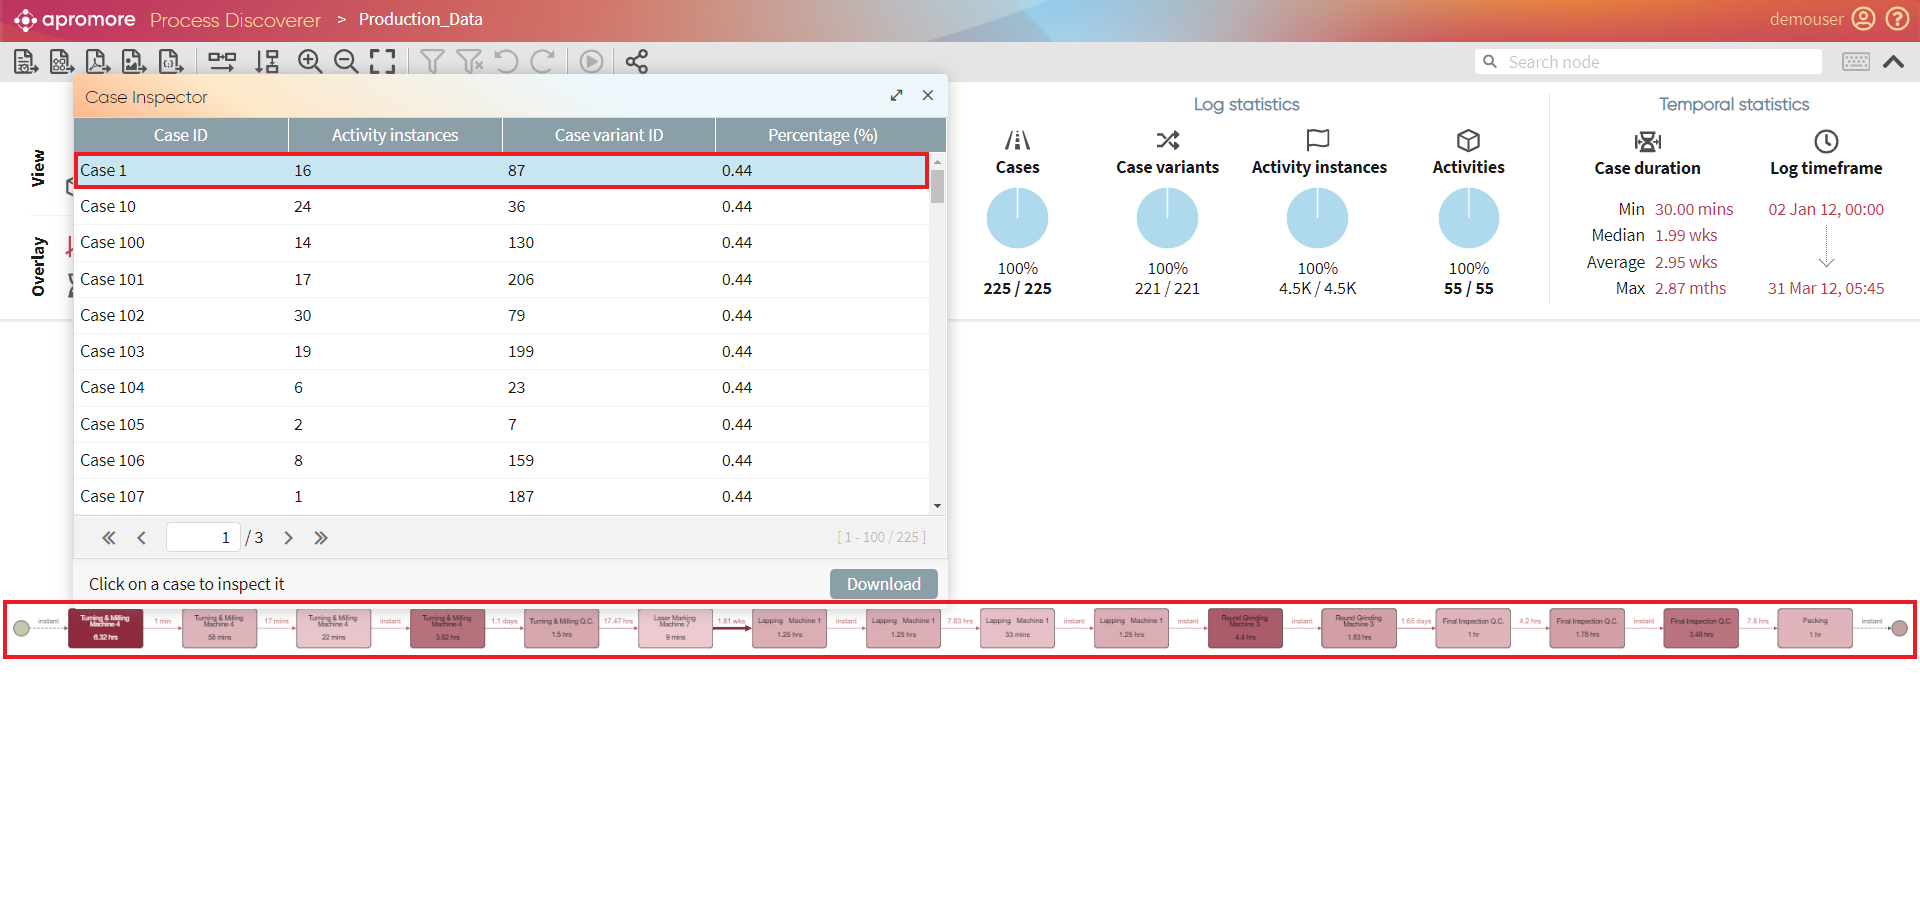 apromore Process Discoverer > Production_Data demouser
Search node
Case Inspector
Case ID Activity instances Case variant ID Percentage (%)
Case 1 16 87 0.44
Case 10 24 36 0.44
Case 100 14 130 0.44
Case 101 17 206 0.44
Case 102 30 79 0.44
Case 103 19 199 0.44
Case 104 6 23 0.44
Case 105 2 7 0.44
Case 106 8 159 0.44
Case 107 1 187 0.44
1 / 3 [ 1 - 100 / 225 ]
Click on a case to inspect it Download
View
Overlay
Log statistics
Cases Case variants Activity instances Activities
100% 100% 100% 100%
225 / 225 221 / 221 4.5K / 4.5K 55 / 55
Temporal statistics
Case duration Log timeframe
Min 30.00 mins 02 Jan 12, 00:00
Median 1.99 wks
Average 2.95 wks
Max 2.87 mths 31 Mar 12, 05:45
instant
Turning & Milling
Machine 4
6.32 hrs
1 min
Turning & Milling
Machine 4
58 mins
17 mins
Turning & Milling
Machine 4
22 mins
instant
Turning & Milling
Machine 4
3.62 hrs
1.1 days
Turning & Milling Q.C.
1.5 hrs
17.47 hrs
Laser Marking
Machine 7
9 mins
1.81 wks
Lapping Machine 1
1.25 hrs
instant
Lapping Machine 1
1.25 hrs
7.83 hrs
Lapping Machine 1
33 mins
instant
Lapping Machine 1
1.25 hrs
instant
Round Grinding
Machine 3
4.4 hrs
instant
Round Grinding
Machine 3
1.83 hrs
1.65 days
Final Inspection Q.C.
1 hr
4.2 hrs
Final Inspection Q.C.
1.78 hrs
instant
Final Inspection Q.C.
3.48 hrs
7.8 hrs
Packing
1 hr
instant